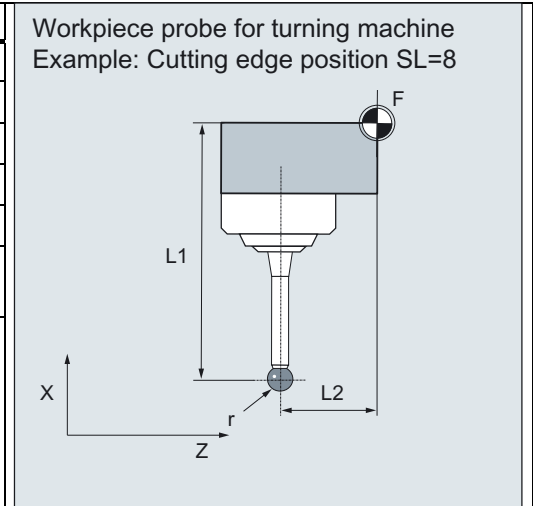 Workpiece probe for turning machine
Example: Cutting edge position SL=8
F
L1
X
L2
r
Z